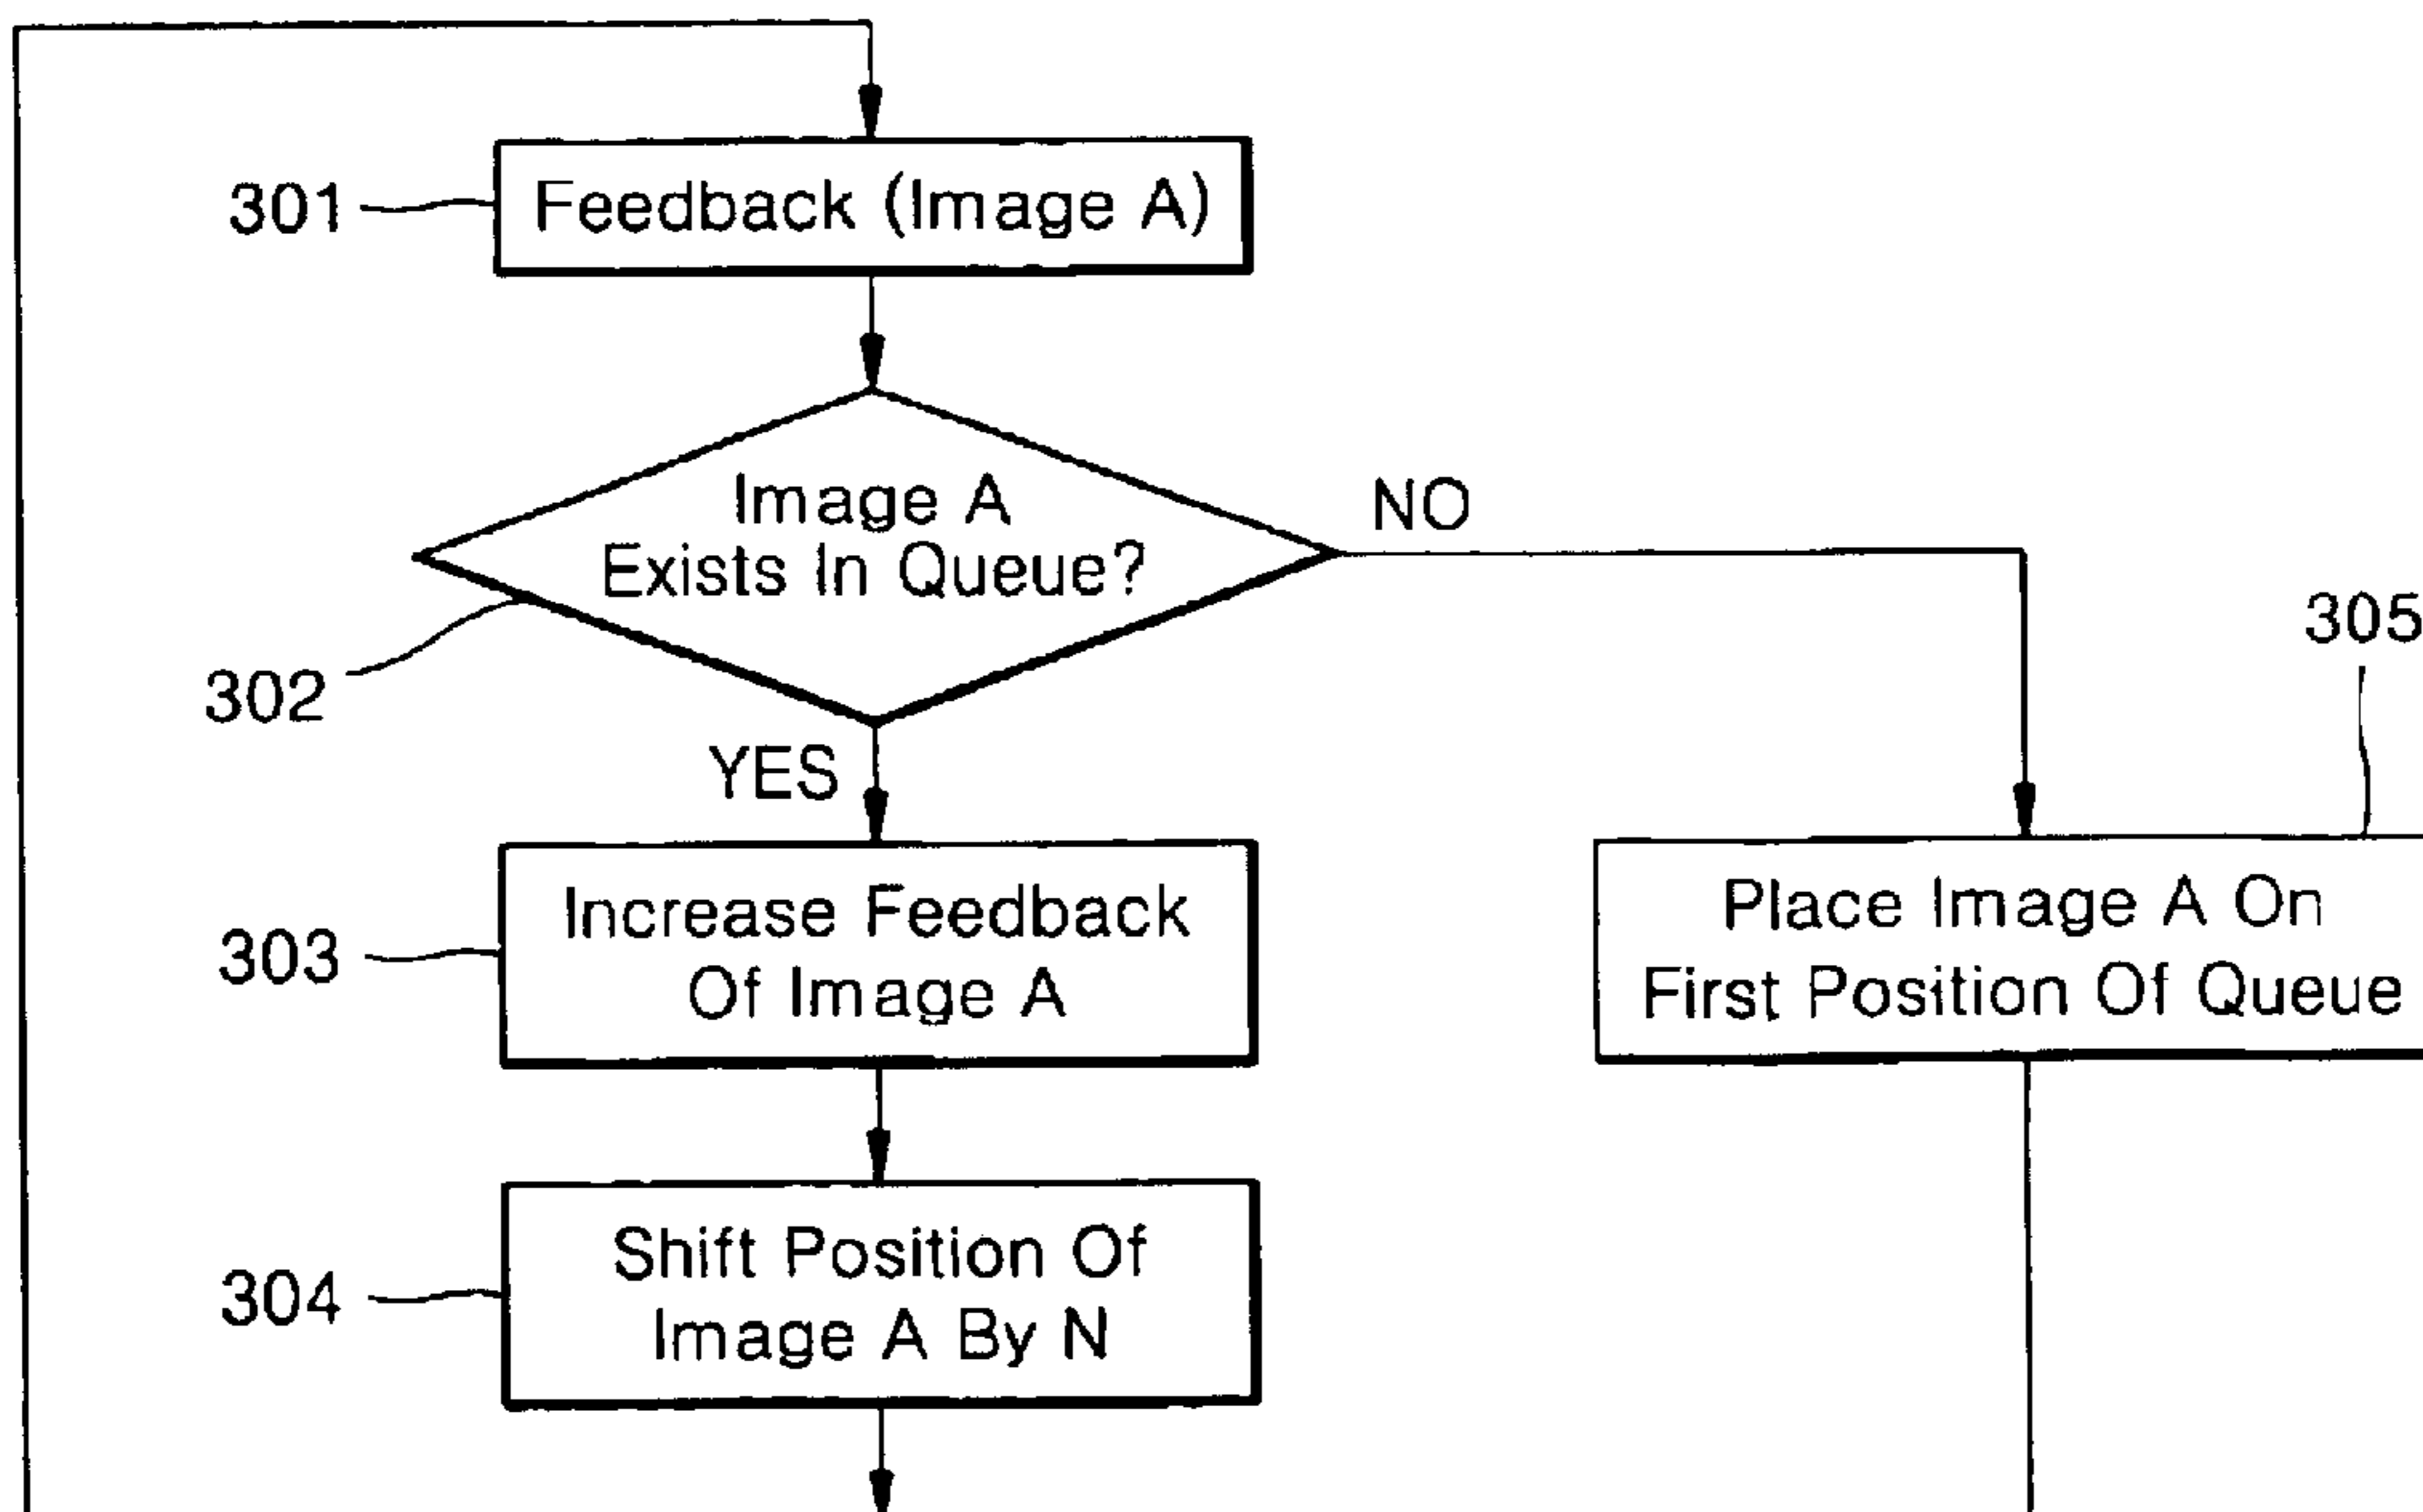 301
Feedback (Image A)
Image A
Exists In Queue?
NO
302
YES
305
303
Increase Feedback
Of Image A
Place Image A On
First Position Of Queue
304
Shift Position Of
Image A By N